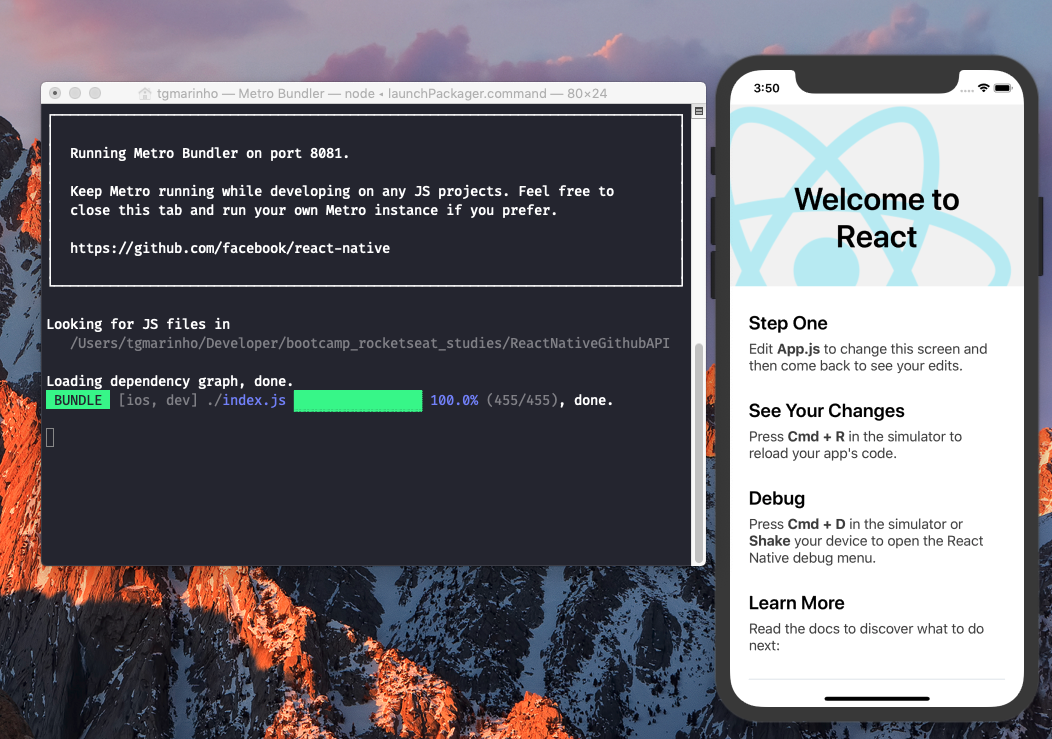 tgmarinho — Metro Bundler — node ◂ launchPackager.command — 80×24
Running Metro Bundler on port 8081.
Keep Metro running while developing on any JS projects. Feel free to
close this tab and run your own Metro instance if you prefer.
https://github.com/facebook/react-native
Looking for JS files in
/Users/tgmarinho/Developer/bootcamp_rocketseat_studies/ReactNativeGithubAPI
Loading dependency graph, done.
BUNDLE [ios, dev] ./index.js 100.0% (455/455), done.
3:50
Welcome to
React
Step One
Edit App.js to change this screen and
then come back to see your edits.
See Your Changes
Press Cmd + R in the simulator to
reload your app's code.
Debug
Press Cmd + D in the simulator or
Shake your device to open the React
Native debug menu.
Learn More
Read the docs to discover what to do
next: